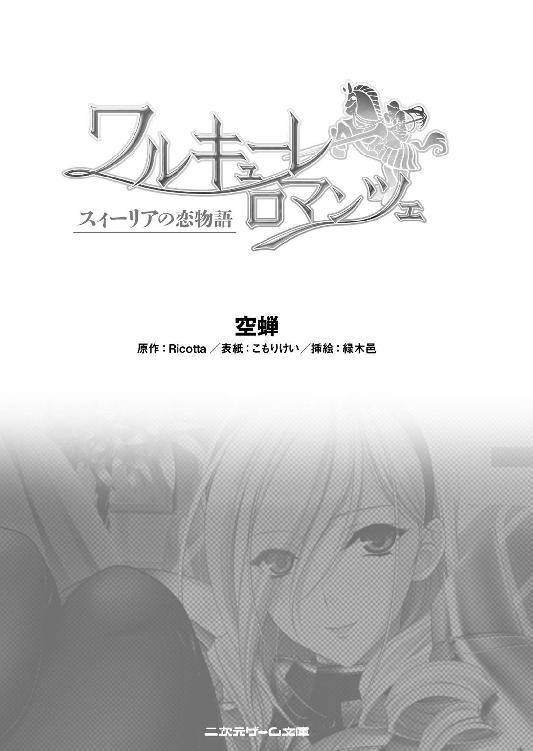 ワルキューレ
ロマンツェ
スィーリアの恋物語
空蝉
原作：Ricotta／表紙：こもりけい／挿絵：緑木邑
二次元ゲーム文庫